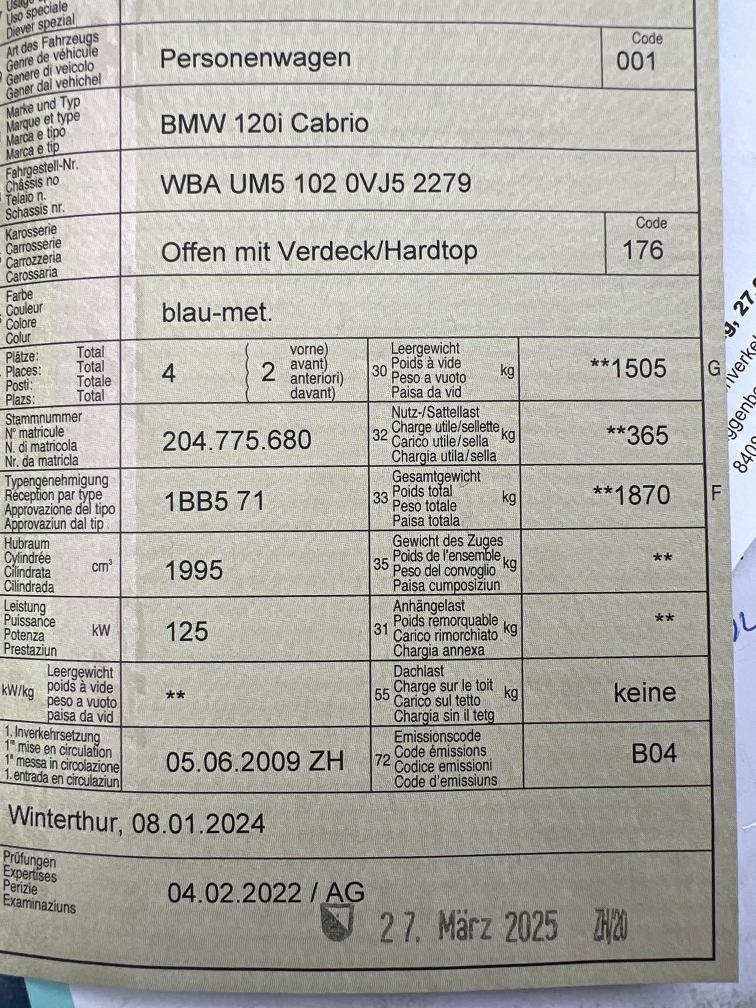 Uso speciale
Diever spezial
Art des Fahrzeugs
Genre de véhicule
Genere di veicolo
Gener dal vehichel
Personenwagen
Code
001
Marke und Typ
Marque et type
Marca e tipo
Marca e tip
BMW 120i Cabrio
Fahrgestell-Nr.
Châssis no
Telaio n.
Schassis nr.
WBA UM5 102 0VJ5 2279
Karosserie
Carrosserie
Carrozzeria
Carossaria
Offen mit Verdeck/Hardtop
Code
176
Farbe
Couleur
Colore
Colur
blau-met.
Plätze: Total
Places: Total
Posti: Totale
Plazs: Total
4
2
vorne)
avant)
anteriori)
davant)
30
Leergewicht
Poids à vide
Peso a vuoto
Paisa da vid
kg
**1505
G
Stammnummer
N° matricule
N. di matricola
Nr. da matricla
204.775.680
32
Nutz-/Sattellast
Charge utile/sellette
Carico utile/sella
Chargia utila/sella
kg
**365
Typengenehmigung
Réception par type
Approvazione del tipo
Approvaziun dal tip
1BB5 71
33
Gesamtgewicht
Poids total
Peso totale
Paisa totala
kg
**1870
F
Hubraum
Cylindrée
Cilindrata
Cilindrada
cm³
1995
35
Gewicht des Zuges
Poids de l'ensemble
Peso del convoglio
Paisa cumposiziun
kg
**
Leistung
Puissance
Potenza
Prestaziun
kW
125
31
Anhängelast
Poids remorquable
Carico rimorchiato
Chargia annexa
kg
**
kW/kg
Leergewicht
poids à vide
peso a vuoto
paisa da vid
**
55
Dachlast
Charge sur le toit
Carico sul tetto
Chargia sin il tetg
kg
keine
1. Inverkehrsetzung
1re mise en circulation
1a messa in circolazione
1. entrada en circulaziun
05.06.2009 ZH
72
Emissionscode
Code émissions
Codice emissioni
Code d'emissiuns
B04
Winterthur, 08.01.2024
Prüfungen
Expertises
Perizie
Examinaziuns
04.02.2022 / AG
27. März 2025 ZH/20